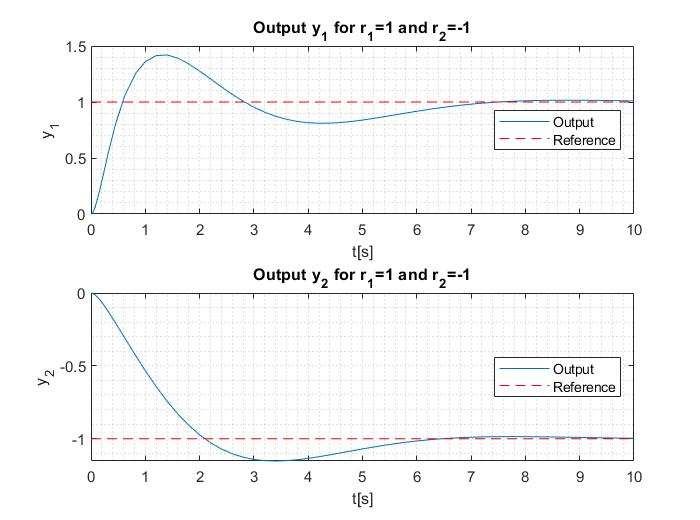 Output y1 for r1=1 and r2=-1
1.5
1
0.5
0
y1
Output
Reference
0 1 2 3 4 5 6 7 8 9 10
t[s]
Output y2 for r1=1 and r2=-1
0
-0.5
-1
y2
Output
Reference
0 1 2 3 4 5 6 7 8 9 10
t[s]